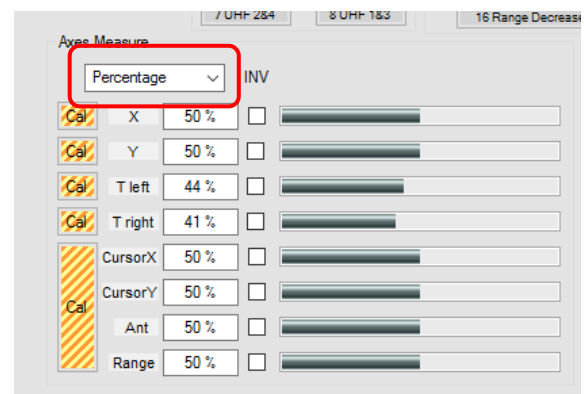 7 UHF 2&4 8 UHF 1&3 16 Range Decrease
Axes Measure
Percentage INV
Cal X 50 %
Cal Y 50 %
Cal T left 44 %
Cal T right 41 %
CursorX 50 %
Cal CursorY 50 %
Ant 50 %
Range 50 %